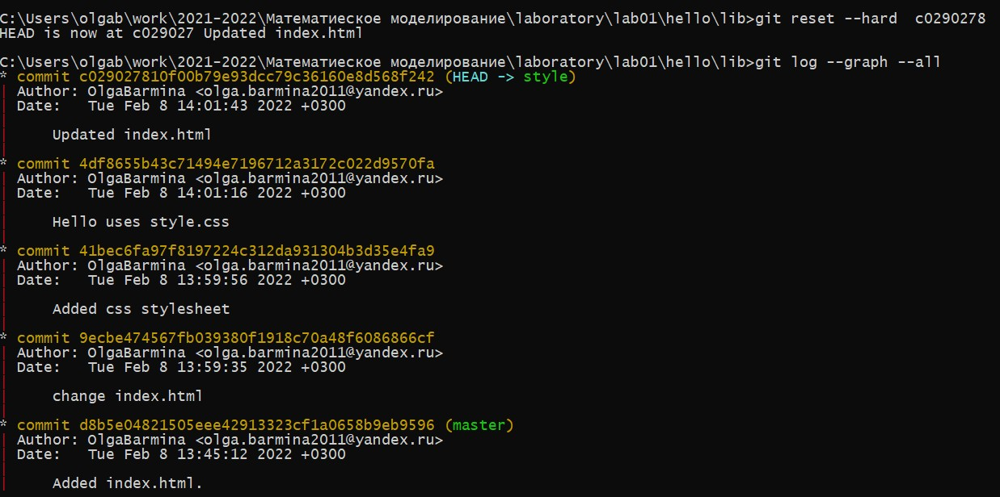 C:\Users\olgab\work\2021-2022\Математиеское моделирование\laboratory\lab01\hello\lib>git reset --hard  c0290278
HEAD is now at c029027 Updated index.html
C:\Users\olgab\work\2021-2022\Математиеское моделирование\laboratory\lab01\hello\lib>git log --graph --all
* commit c029027810f00b79e93dcc79c36160e8d568f242 (HEAD -> style)
| Author: OlgaBarmina <olga.barmina2011@yandex.ru>
| Date:   Tue Feb 8 14:01:43 2022 +0300
|
|     Updated index.html
|
* commit 4df8655b43c71494e7196712a3172c022d9570fa
| Author: OlgaBarmina <olga.barmina2011@yandex.ru>
| Date:   Tue Feb 8 14:01:16 2022 +0300
|
|     Hello uses style.css
|
* commit 41bec6fa97f8197224c312da931304b3d35e4fa9
| Author: OlgaBarmina <olga.barmina2011@yandex.ru>
| Date:   Tue Feb 8 13:59:56 2022 +0300
|
|     Added css stylesheet
|
* commit 9ecbe474567fb039380f1918c70a48f6086866cf
| Author: OlgaBarmina <olga.barmina2011@yandex.ru>
| Date:   Tue Feb 8 13:59:35 2022 +0300
|
|     change index.html
|
* commit d8b5e04821505eee42913323cf1a0658b9eb9596 (master)
| Author: OlgaBarmina <olga.barmina2011@yandex.ru>
| Date:   Tue Feb 8 13:45:12 2022 +0300
|
|     Added index.html.